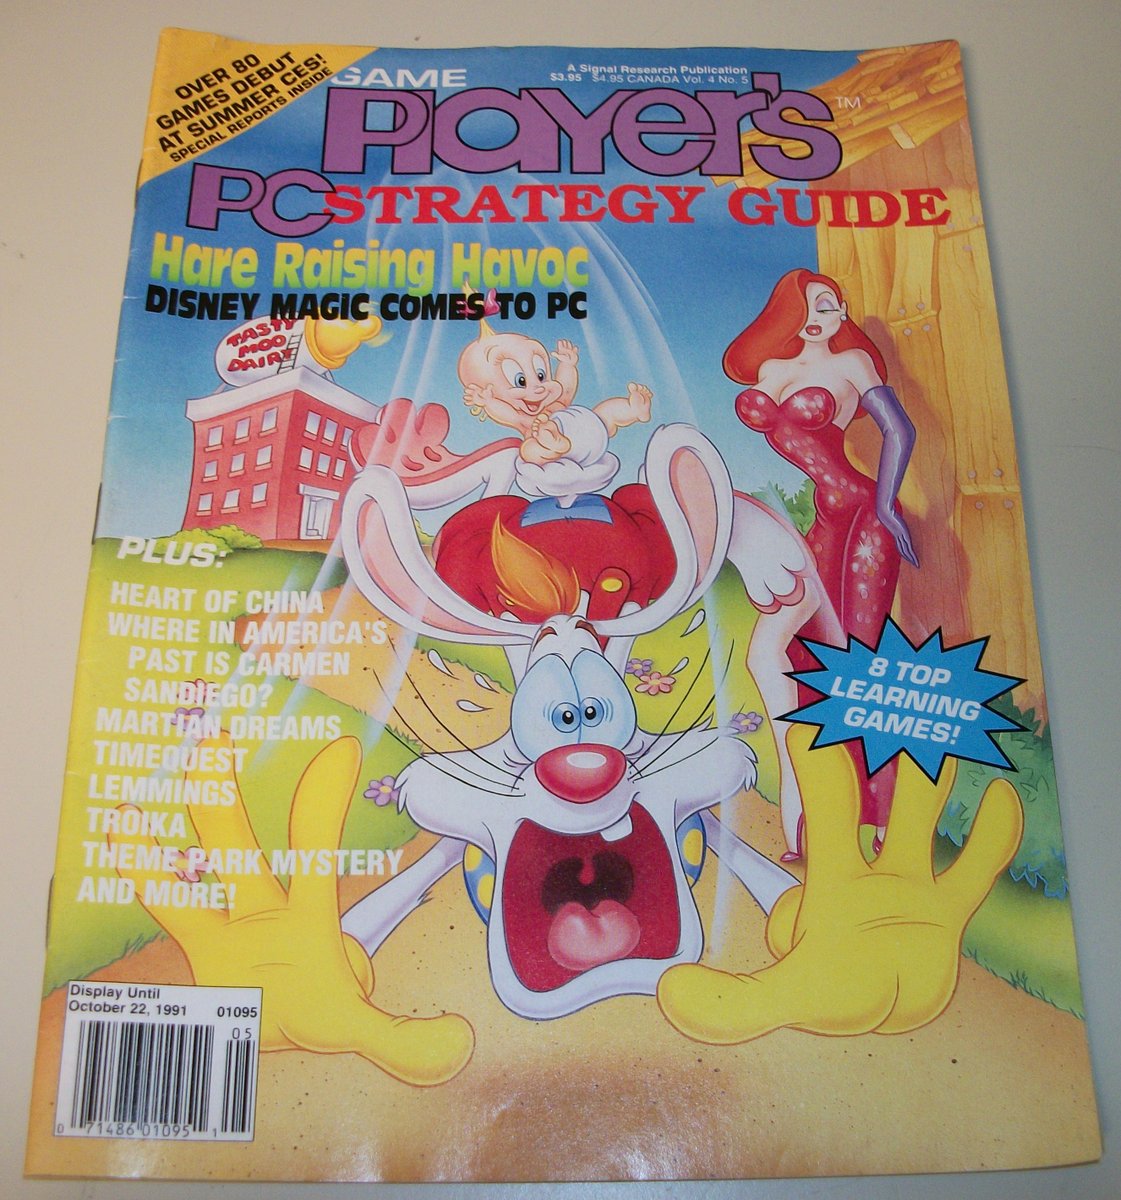 OVER 80
GAMES DEBUT
AT SUMMER CES!
SPECIAL REPORTS INSIDE
A Signal Research Publication
$3.95 $4.95 CANADA Vol. 4 No. 5
GAME
PLAYER'S™
PC STRATEGY GUIDE
Hare Raising Havoc
DISNEY MAGIC COMES TO PC
TASTY
MOO
DAIRY
PLUS:
HEART OF CHINA
WHERE IN AMERICA'S
PAST IS CARMEN
SANDIEGO?
MARTIAN DREAMS
TIMEQUEST
LEMMINGS
TROIKA
THEME PARK MYSTERY
AND MORE!
8 TOP
LEARNING
GAMES!
Display Until
October 22, 1991 01095
05
0 71486 01095 1